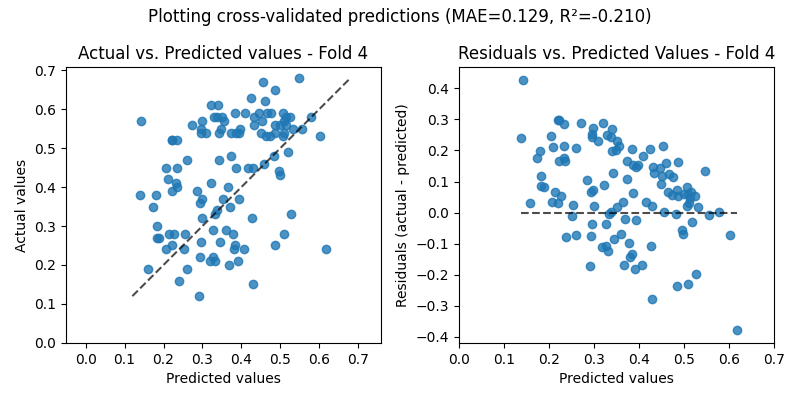 Plotting cross-validated predictions (MAE=0.129, R²=-0.210)
Actual vs. Predicted values - Fold 4
Actual values
0.7
0.6
0.5
0.4
0.3
0.2
0.1
0.0
0.0 0.1 0.2 0.3 0.4 0.5 0.6 0.7
Predicted values
Residuals vs. Predicted Values - Fold 4
Residuals (actual - predicted)
0.4
0.3
0.2
0.1
0.0
−0.1
−0.2
−0.3
−0.4
0.0 0.1 0.2 0.3 0.4 0.5 0.6 0.7
Predicted values